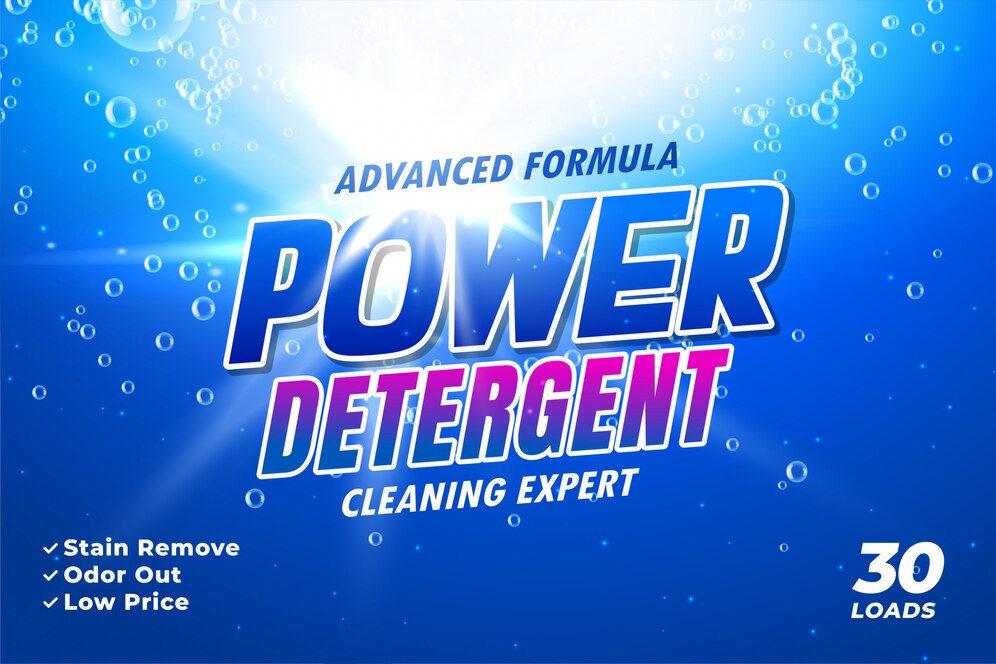 ADVANCED FORMULA
POWER
DETERGENT
CLEANING EXPERT
Stain Remove
Odor Out
Low Price
30
LOADS